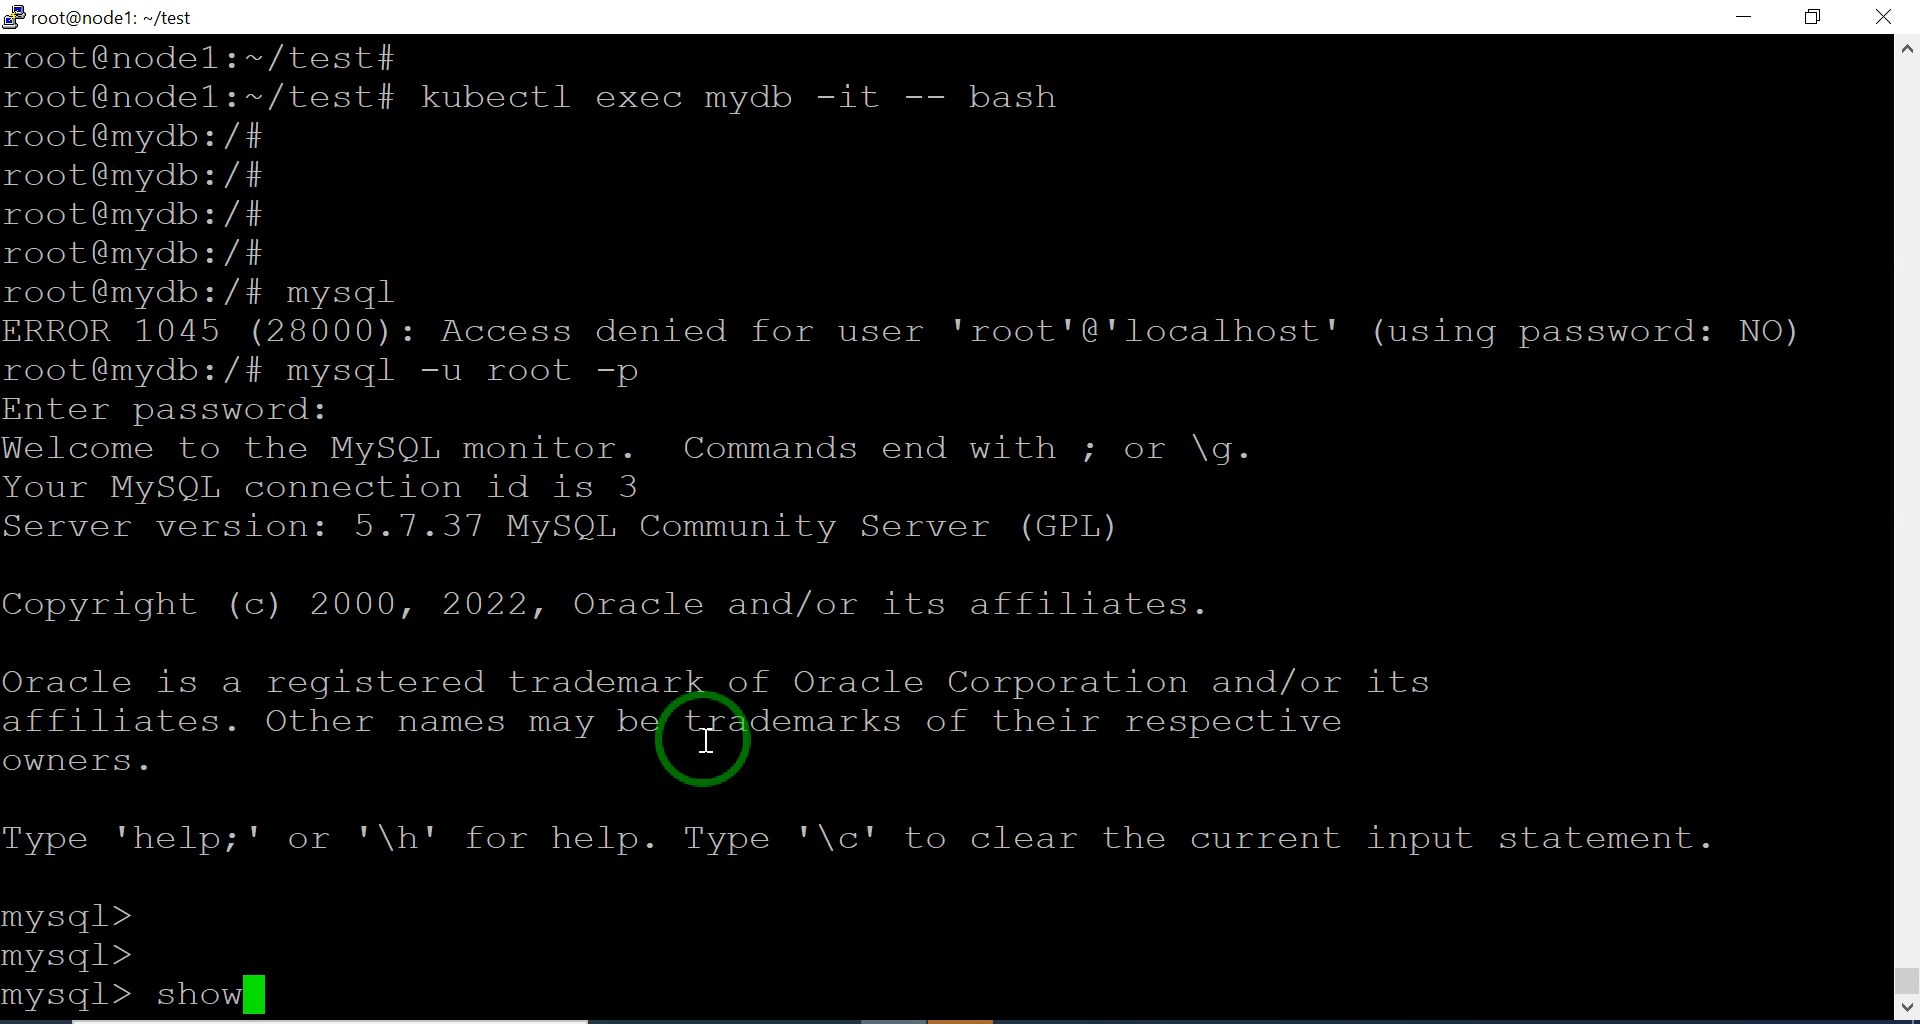 root@node1: ~/test
root@node1:~/test#
root@node1:~/test# kubectl exec mydb -it -- bash
root@mydb:/#
root@mydb:/#
root@mydb:/#
root@mydb:/#
root@mydb:/# mysql
ERROR 1045 (28000): Access denied for user 'root'@'localhost' (using password: NO)
root@mydb:/# mysql -u root -p
Enter password:
Welcome to the MySQL monitor.  Commands end with ; or \g.
Your MySQL connection id is 3
Server version: 5.7.37 MySQL Community Server (GPL)
Copyright (c) 2000, 2022, Oracle and/or its affiliates.
Oracle is a registered trademark of Oracle Corporation and/or its
affiliates. Other names may be trademarks of their respective
owners.
Type 'help;' or '\h' for help. Type '\c' to clear the current input statement.
mysql>
mysql>
mysql> show